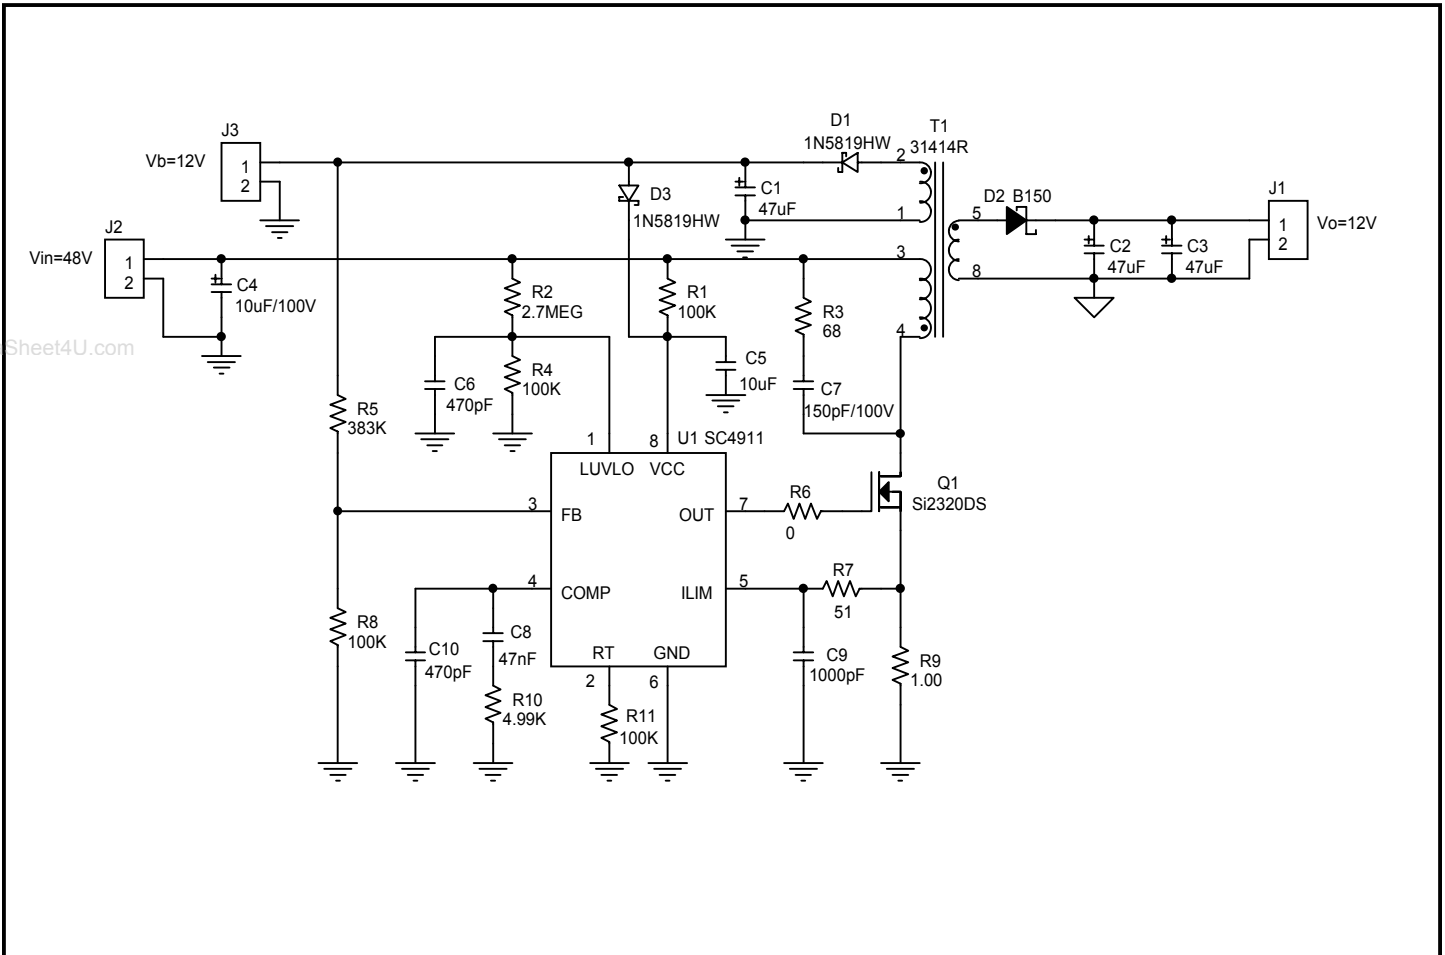 J3
Vb=12V
1
2
J2
Vin=48V
1
2
C4
10uF/100V
Sheet4U.com
D1
1N5819HW
T1
31414R
2
1
3
4
5
8
D3
1N5819HW
C1
47uF
D2 B150
J1
1
2
Vo=12V
C2
47uF
C3
47uF
R2
2.7MEG
R1
100K
R3
68
R4
100K
C6
470pF
C5
10uF
C7
150pF/100V
R5
383K
1
8
U1 SC4911
LUVLO
VCC
3
FB
OUT
7
R6
0
Q1
Si2320DS
4
COMP
ILIM
5
R7
51
R8
100K
C10
470pF
C8
47nF
R10
4.99K
RT
GND
2
6
R11
100K
C9
1000pF
R9
1.00